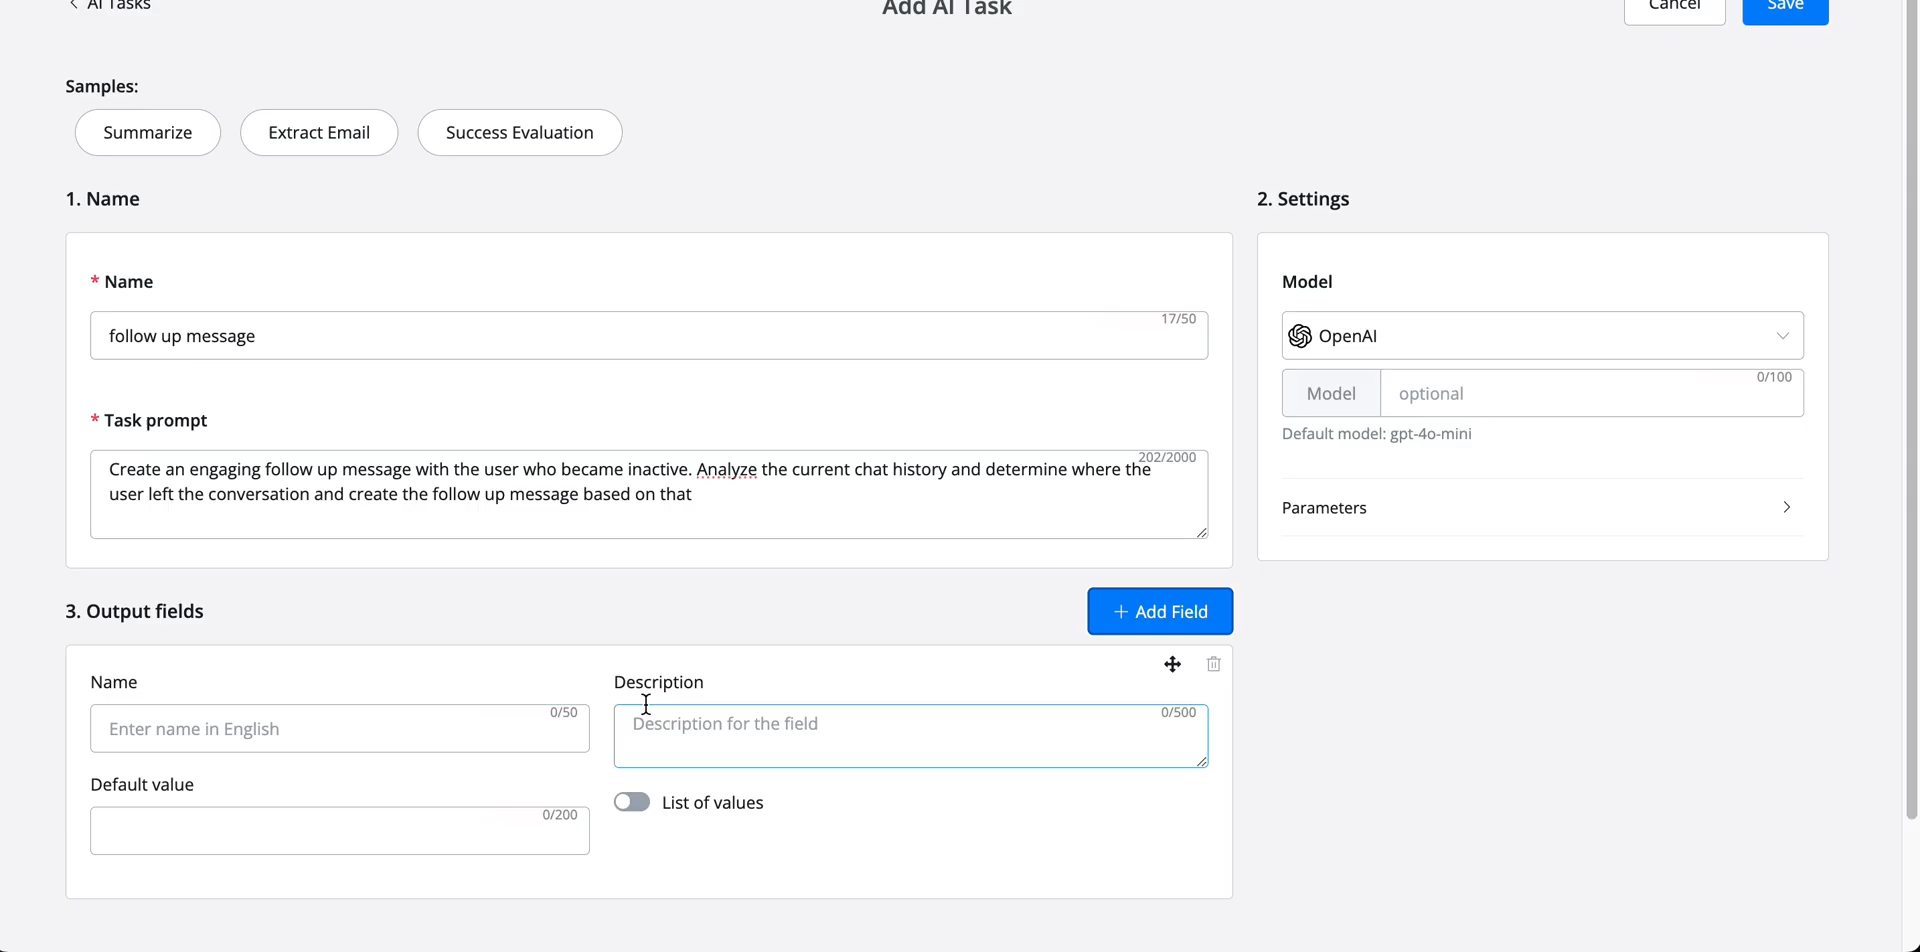 AI Tasks
Add AI Task
Cancel
Save
Samples:
Summarize
Extract Email
Success Evaluation
1. Name
2. Settings
* Name
17/50
follow up message
* Task prompt
202/2000
Create an engaging follow up message with the user who became inactive. Analyze the current chat history and determine where the
user left the conversation and create the follow up message based on that
Model
OpenAI
0/100
Model
optional
Default model: gpt-4o-mini
Parameters
3. Output fields
+ Add Field
Name
0/50
Enter name in English
Description
0/500
Description for the field
Default value
0/200
List of values